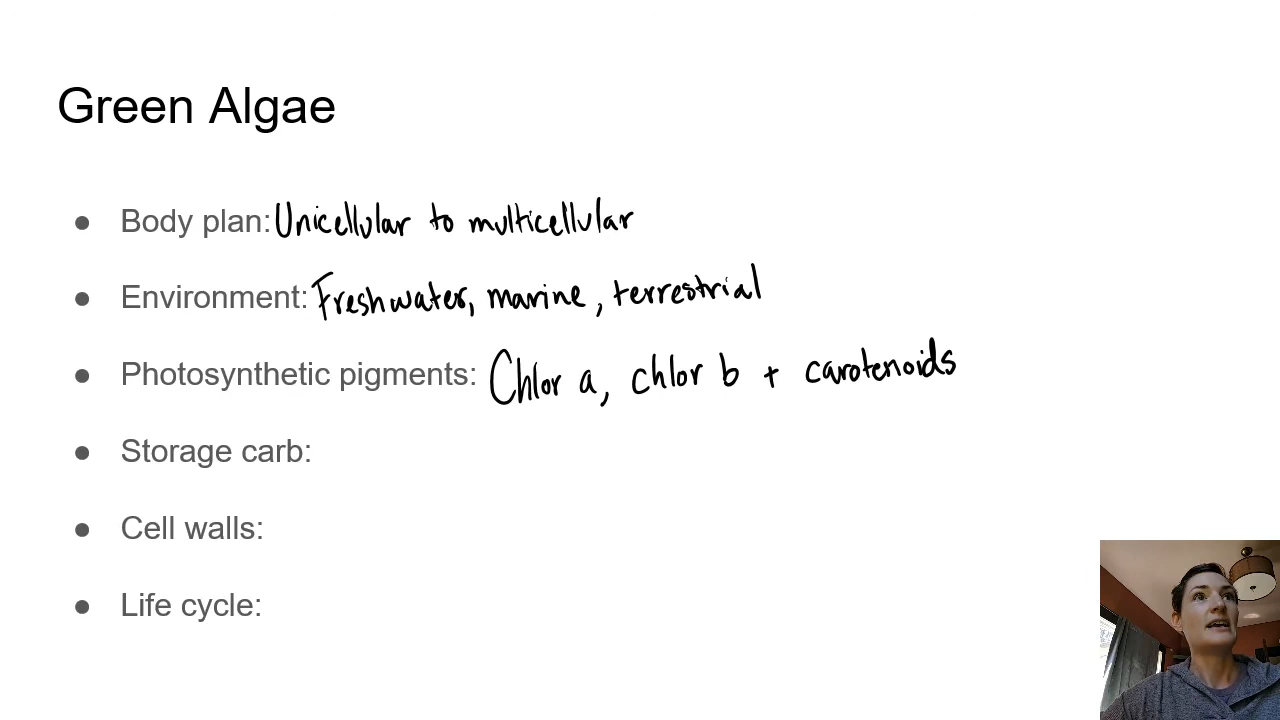 Green Algae
● Body plan: Unicellular to multicellular
● Environment: Freshwater, marine, terrestrial
● Photosynthetic pigments: Chlor a, chlor b + carotenoids
● Storage carb:
● Cell walls:
● Life cycle: